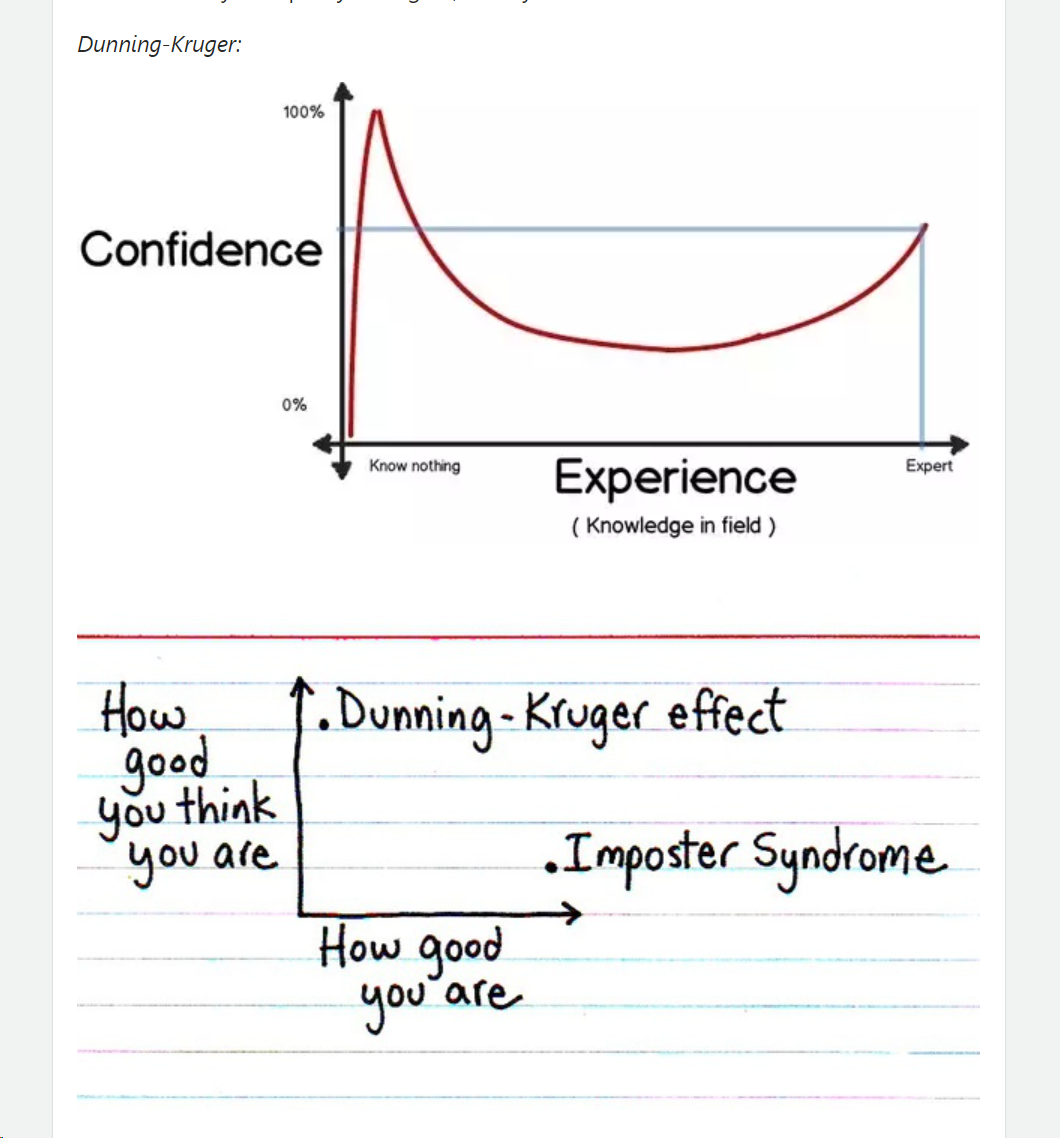 Dunning-Kruger:
100%
Confidence
0%
Know nothing
Experience
Expert
( Knowledge in field )
How
good
you think
you are
.Dunning-Kruger effect
.Imposter Syndrome
How good
you are